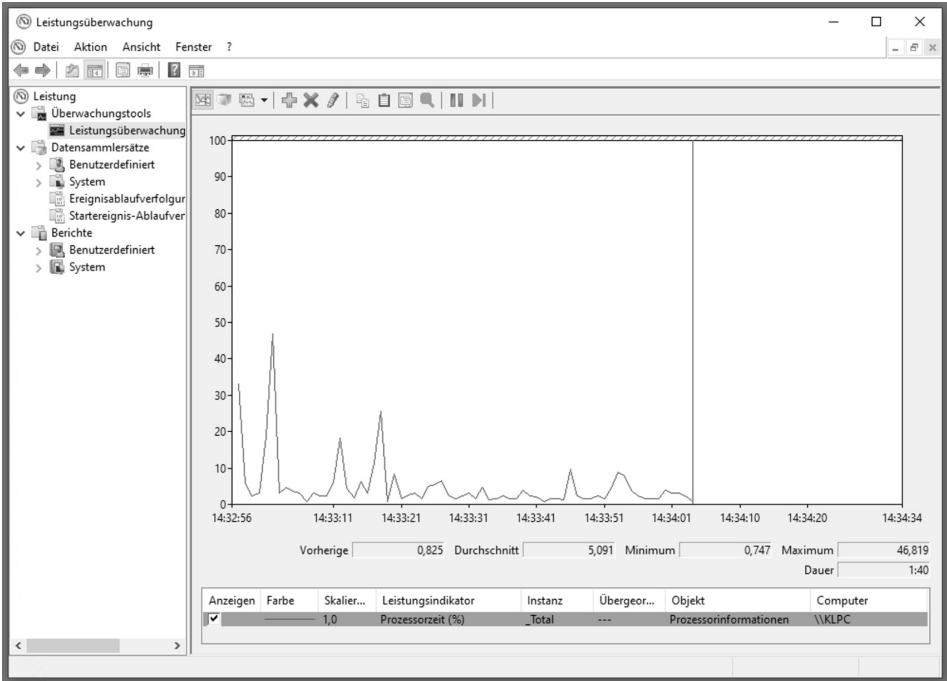 Leistungsüberwachung
Datei Aktion Ansicht Fenster ?
Leistung
Überwachungstools
Leistungsüberwachung
Datensammlersätze
Benutzerdefiniert
System
Ereignisablaufverfolgur
Startereignis-Ablaufver
Berichte
Benutzerdefiniert
System
100
90
80
70
60
50
40
30
20
10
0
14:32:56 14:33:11 14:33:21 14:33:31 14:33:41 14:33:51 14:34:01 14:34:10 14:34:20 14:34:34
Vorherige 0,825 Durchschnitt 5,091 Minimum 0,747 Maximum 46,819
Dauer 1:40
Anzeigen Farbe Skalier... Leistungsindikator Instanz Übergeor... Objekt Computer
1,0 Prozessorzeit (%) _Total --- Prozessorinformationen \\KLPC